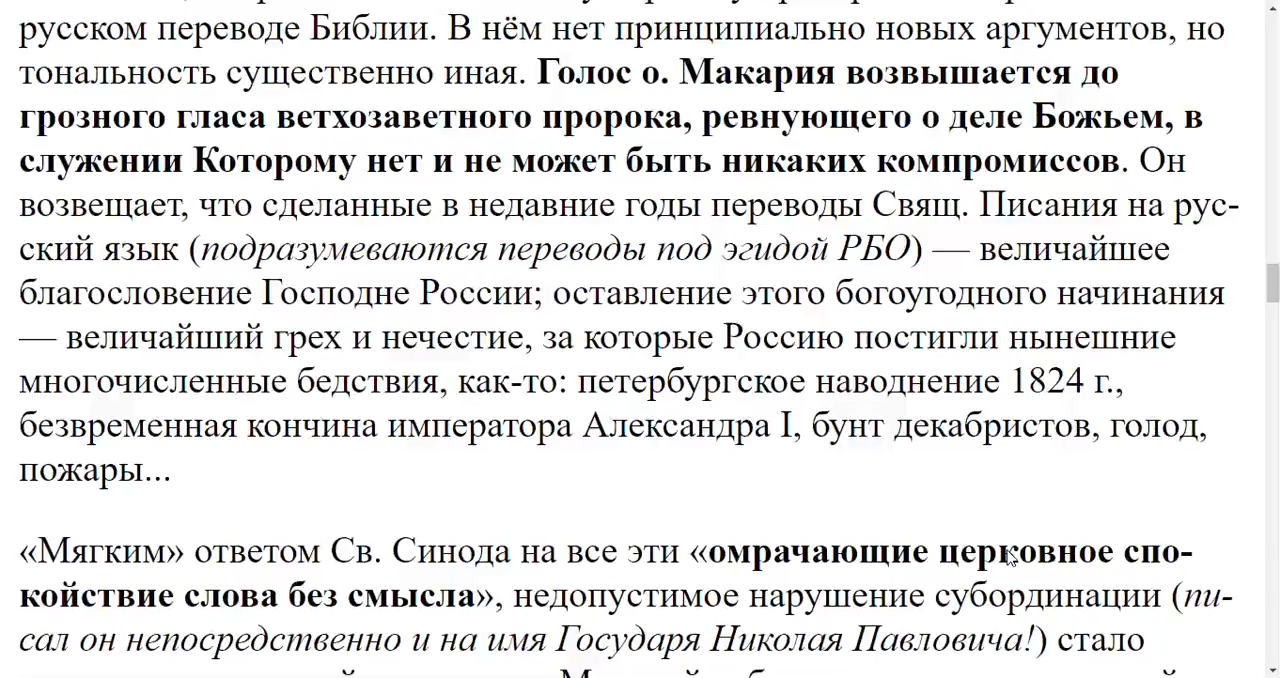 русском переводе Библии. В нём нет принципиально новых аргументов, но
тональность существенно иная. Голос о. Макария возвышается до
грозного гласа ветхозаветного пророка, ревнующего о деле Божьем, в
служении Которому нет и не может быть никаких компромиссов. Он
возвещает, что сделанные в недавние годы переводы Свящ. Писания на рус-
ский язык (подразумеваются переводы под эгидой РБО) — величайшее
благословение Господне России; оставление этого богоугодного начинания
— величайший грех и нечестие, за которые Россию постигли нынешние
многочисленные бедствия, как-то: петербургское наводнение 1824 г.,
безвременная кончина императора Александра I, бунт декабристов, голод,
пожары...
«Мягким» ответом Св. Синода на все эти «омрачающие церковное спо-
койствие слова без смысла», недопустимое нарушение субординации (пи-
сал он непосредственно и на имя Государя Николая Павловича!) стало